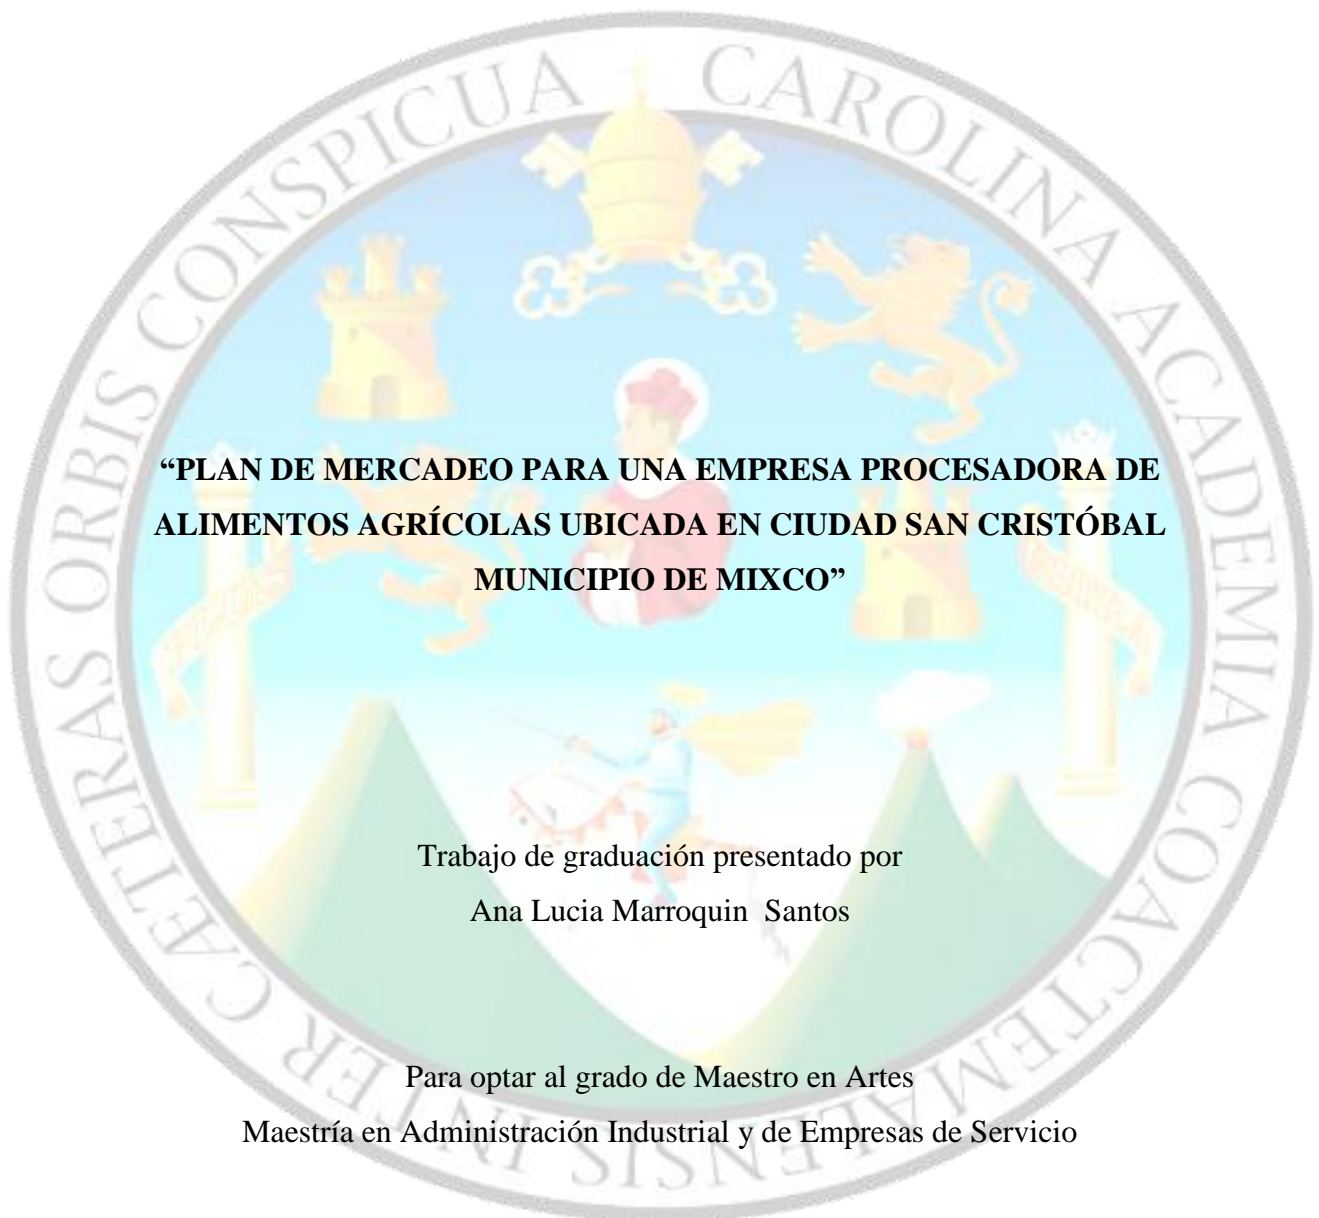 CAROLINA ACADEMIA COACTEMALENSIS INTER CÆTERAS ORBIS CONSPICUA
“PLAN DE MERCADEO PARA UNA EMPRESA PROCESADORA DE
ALIMENTOS AGRÍCOLAS UBICADA EN CIUDAD SAN CRISTÓBAL
MUNICIPIO DE MIXCO”
Trabajo de graduación presentado por
Ana Lucia Marroquin Santos
Para optar al grado de Maestro en Artes
Maestría en Administración Industrial y de Empresas de Servicio